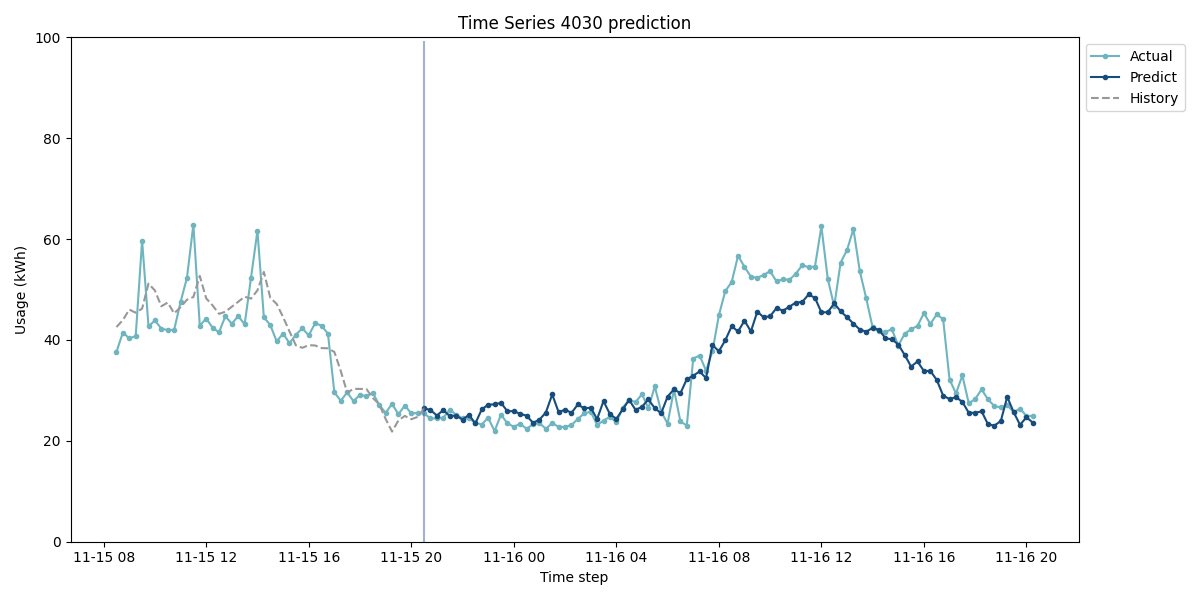 Time Series 4030 prediction
100
80
60
40
20
0
Usage (kWh)
11-15 08
11-15 12
11-15 16
11-15 20
11-16 00
11-16 04
11-16 08
11-16 12
11-16 16
11-16 20
Time step
Actual
Predict
History